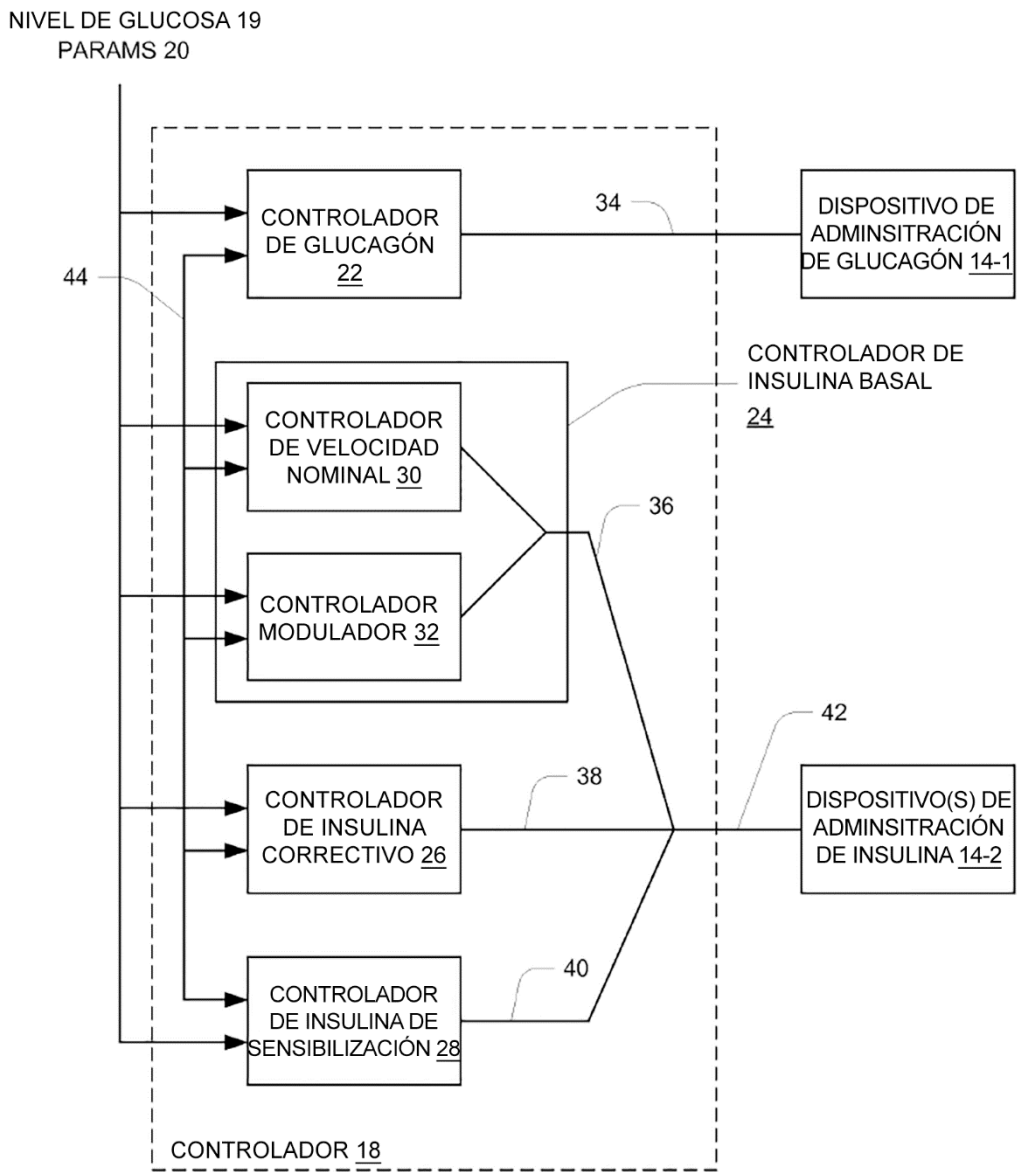 NIVEL DE GLUCOSA 19
PARAMS 20
CONTROLADOR
DE GLUCAGÓN
22
34
DISPOSITIVO DE
ADMINSITRACIÓN
DE GLUCAGÓN 14-1
44
CONTROLADOR DE
INSULINA BASAL
24
CONTROLADOR
DE VELOCIDAD
NOMINAL 30
36
CONTROLADOR
MODULADOR 32
42
38
CONTROLADOR
DE INSULINA
CORRECTIVO 26
DISPOSITIVO(S) DE
ADMINSITRACIÓN
DE INSULINA 14-2
40
CONTROLADOR
DE INSULINA DE
SENSIBILIZACIÓN 28
CONTROLADOR 18